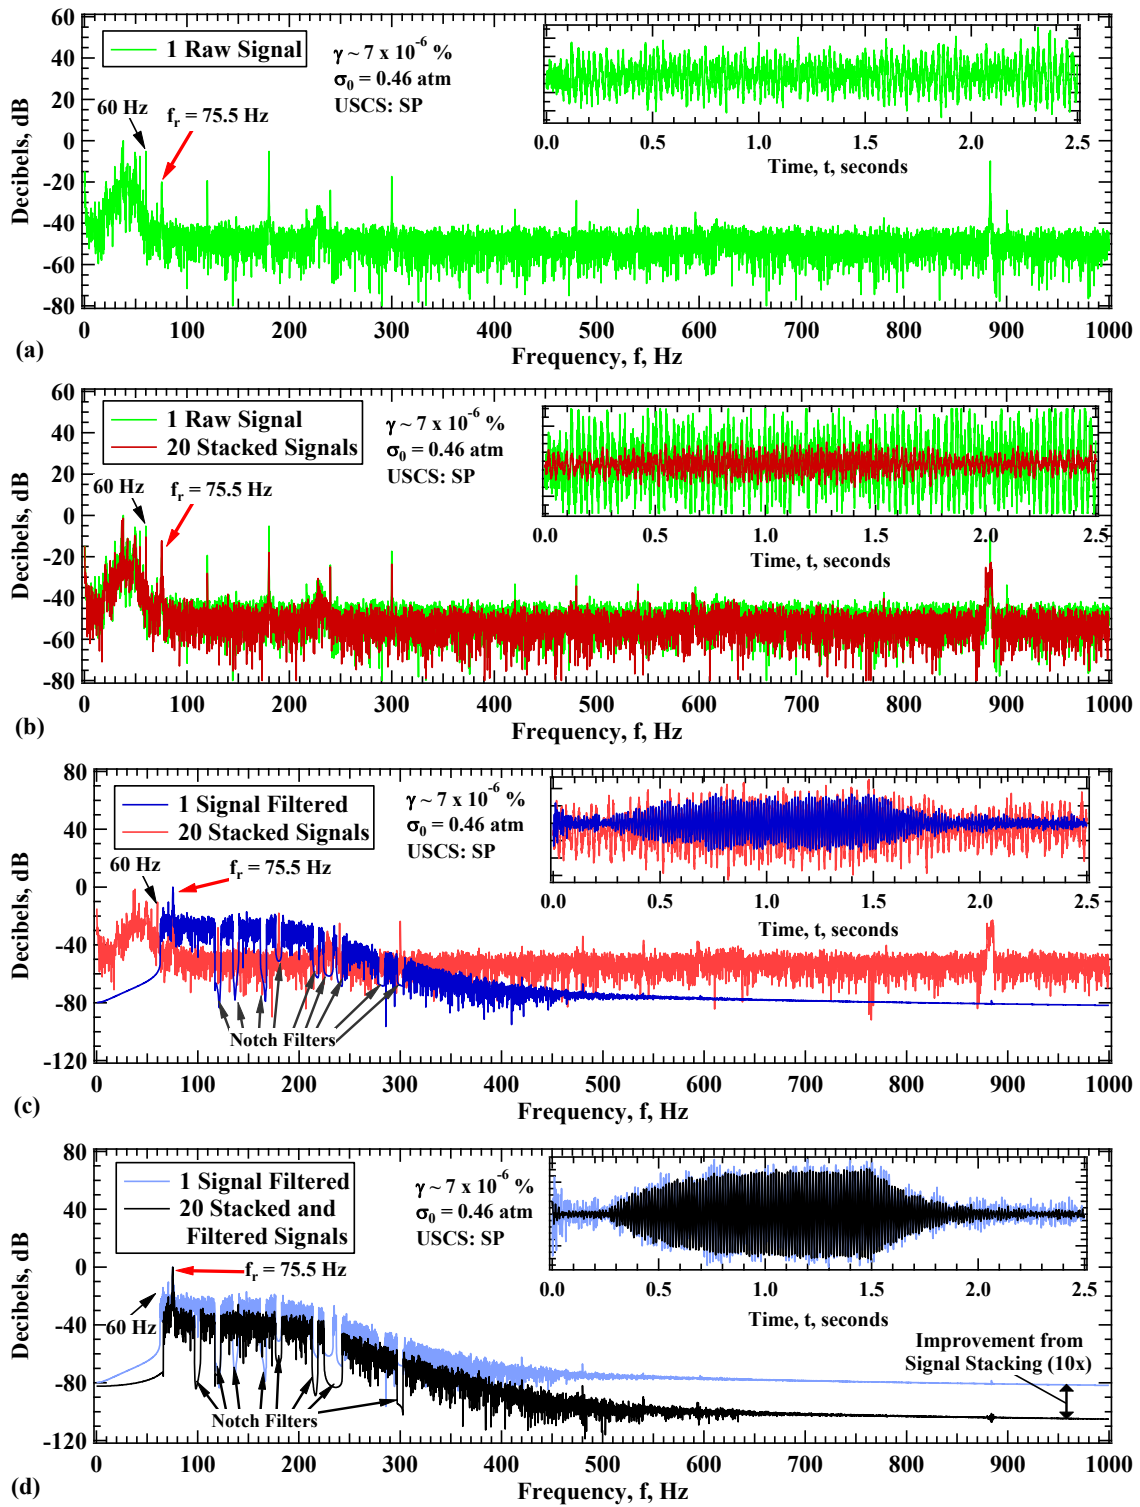 1 Raw Signal
γ ~ 7 x 10^-6 %
σ0 = 0.46 atm
USCS: SP
60 Hz
fr = 75.5 Hz
Decibels, dB
60
40
20
0
-20
-40
-60
-80
0.0 0.5 1.0 1.5 2.0 2.5
Time, t, seconds
0 100 200 300 400 500 600 700 800 900 1000
Frequency, f, Hz
(a)
1 Raw Signal
20 Stacked Signals
γ ~ 7 x 10^-6 %
σ0 = 0.46 atm
USCS: SP
60 Hz
fr = 75.5 Hz
Decibels, dB
60
40
20
0
-20
-40
-60
-80
0.0 0.5 1.0 1.5 2.0 2.5
Time, t, seconds
0 100 200 300 400 500 600 700 800 900 1000
Frequency, f, Hz
(b)
1 Signal Filtered
20 Stacked Signals
γ ~ 7 x 10^-6 %
σ0 = 0.46 atm
USCS: SP
60 Hz
fr = 75.5 Hz
Decibels, dB
80
40
0
-40
-80
-120
0.0 0.5 1.0 1.5 2.0 2.5
Time, t, seconds
Notch Filters
0 100 200 300 400 500 600 700 800 900 1000
Frequency, f, Hz
(c)
1 Signal Filtered
20 Stacked and
Filtered Signals
γ ~ 7 x 10^-6 %
σ0 = 0.46 atm
USCS: SP
fr = 75.5 Hz
60 Hz
Decibels, dB
80
40
0
-40
-80
-120
0.0 0.5 1.0 1.5 2.0 2.5
Time, t, seconds
Improvement from
Signal Stacking (10x)
Notch Filters
0 100 200 300 400 500 600 700 800 900 1000
Frequency, f, Hz
(d)